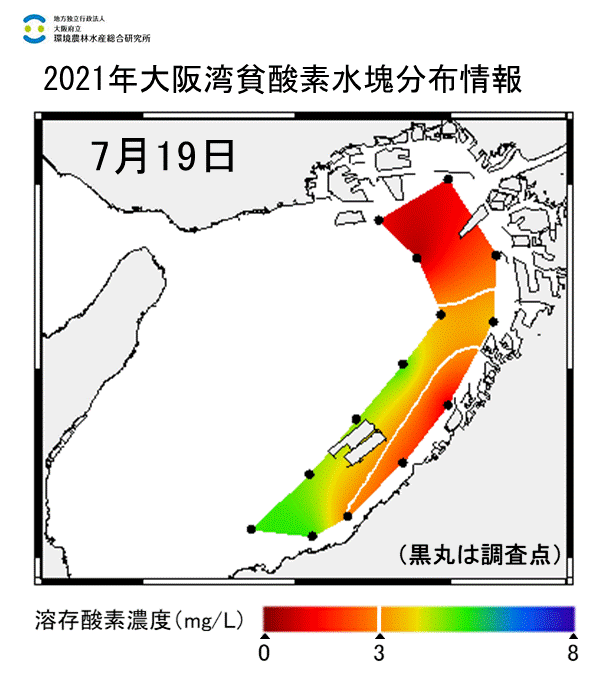 地方独立行政法人
大阪府立
環境農林水産総合研究所
2021年大阪湾貧酸素水塊分布情報
7月19日
(黒丸は調査点)
溶存酸素濃度(mg/L)
0 3 8